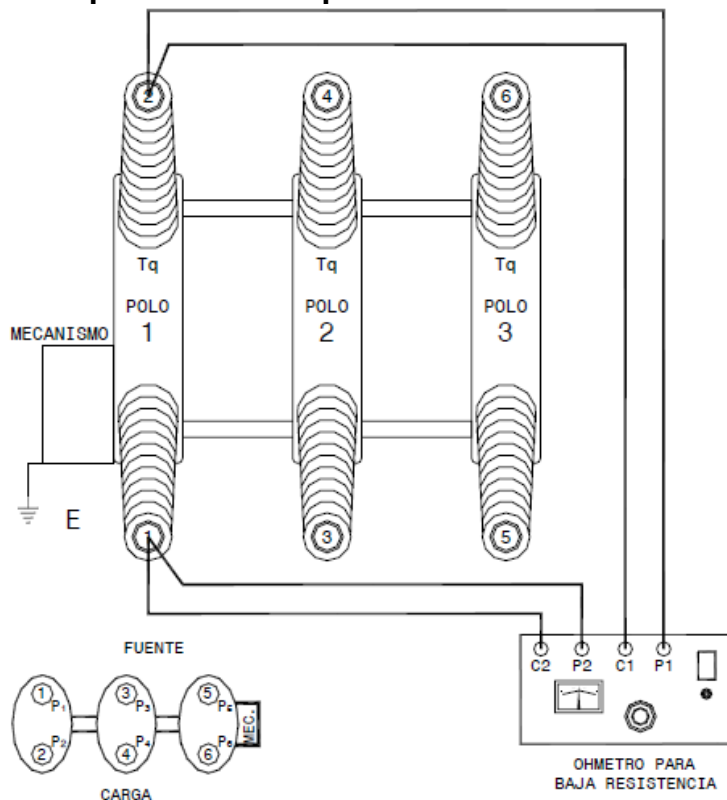 2 4 6
Tq Tq Tq
POLO POLO POLO
1 2 3
MECANISMO
E
1 3 5
FUENTE
C2 P2 C1 P1
1 P₁ 3 P₃ 5
P₂ P₄ P₆
2 4 6
MEC.
OHMETRO PARA
BAJA RESISTENCIA
CARGA